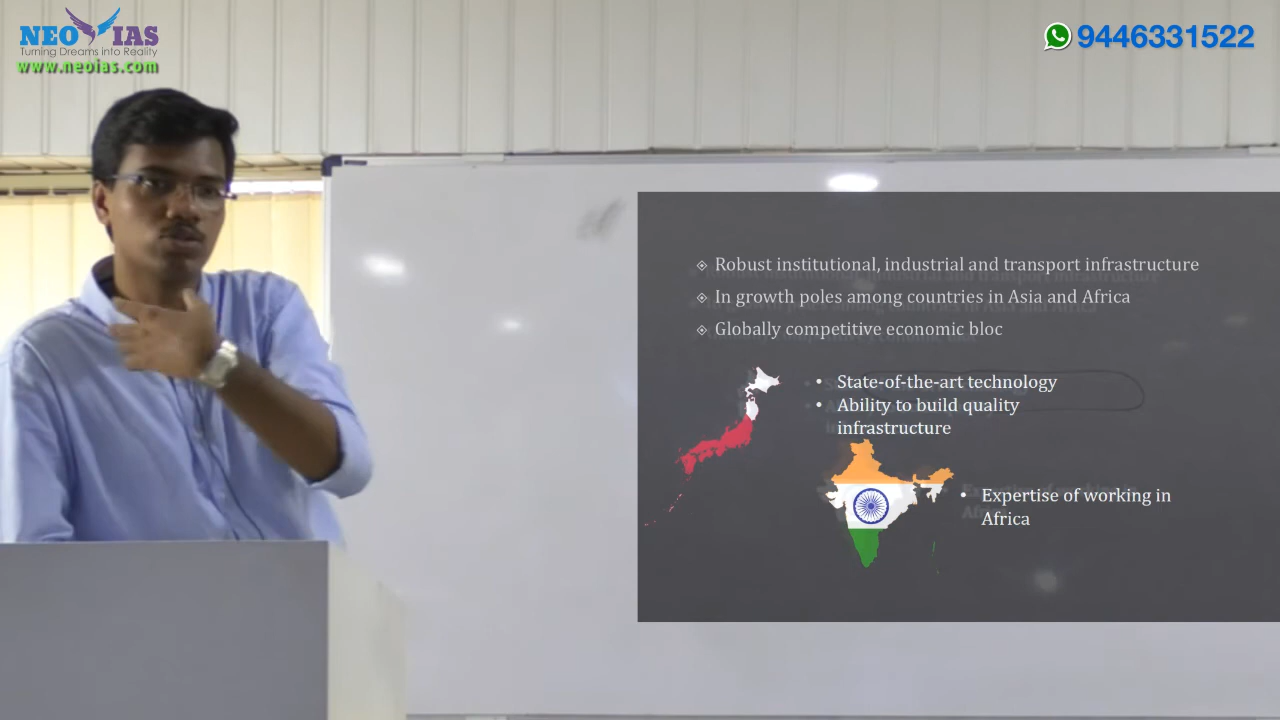 NEO IAS
Turning Dreams into Reality
www.neoias.com
9446331522
Robust institutional, industrial and transport infrastructure
In growth poles among countries in Asia and Africa
Globally competitive economic bloc
• State-of-the-art technology
• Ability to build quality
infrastructure
• Expertise of working in
Africa